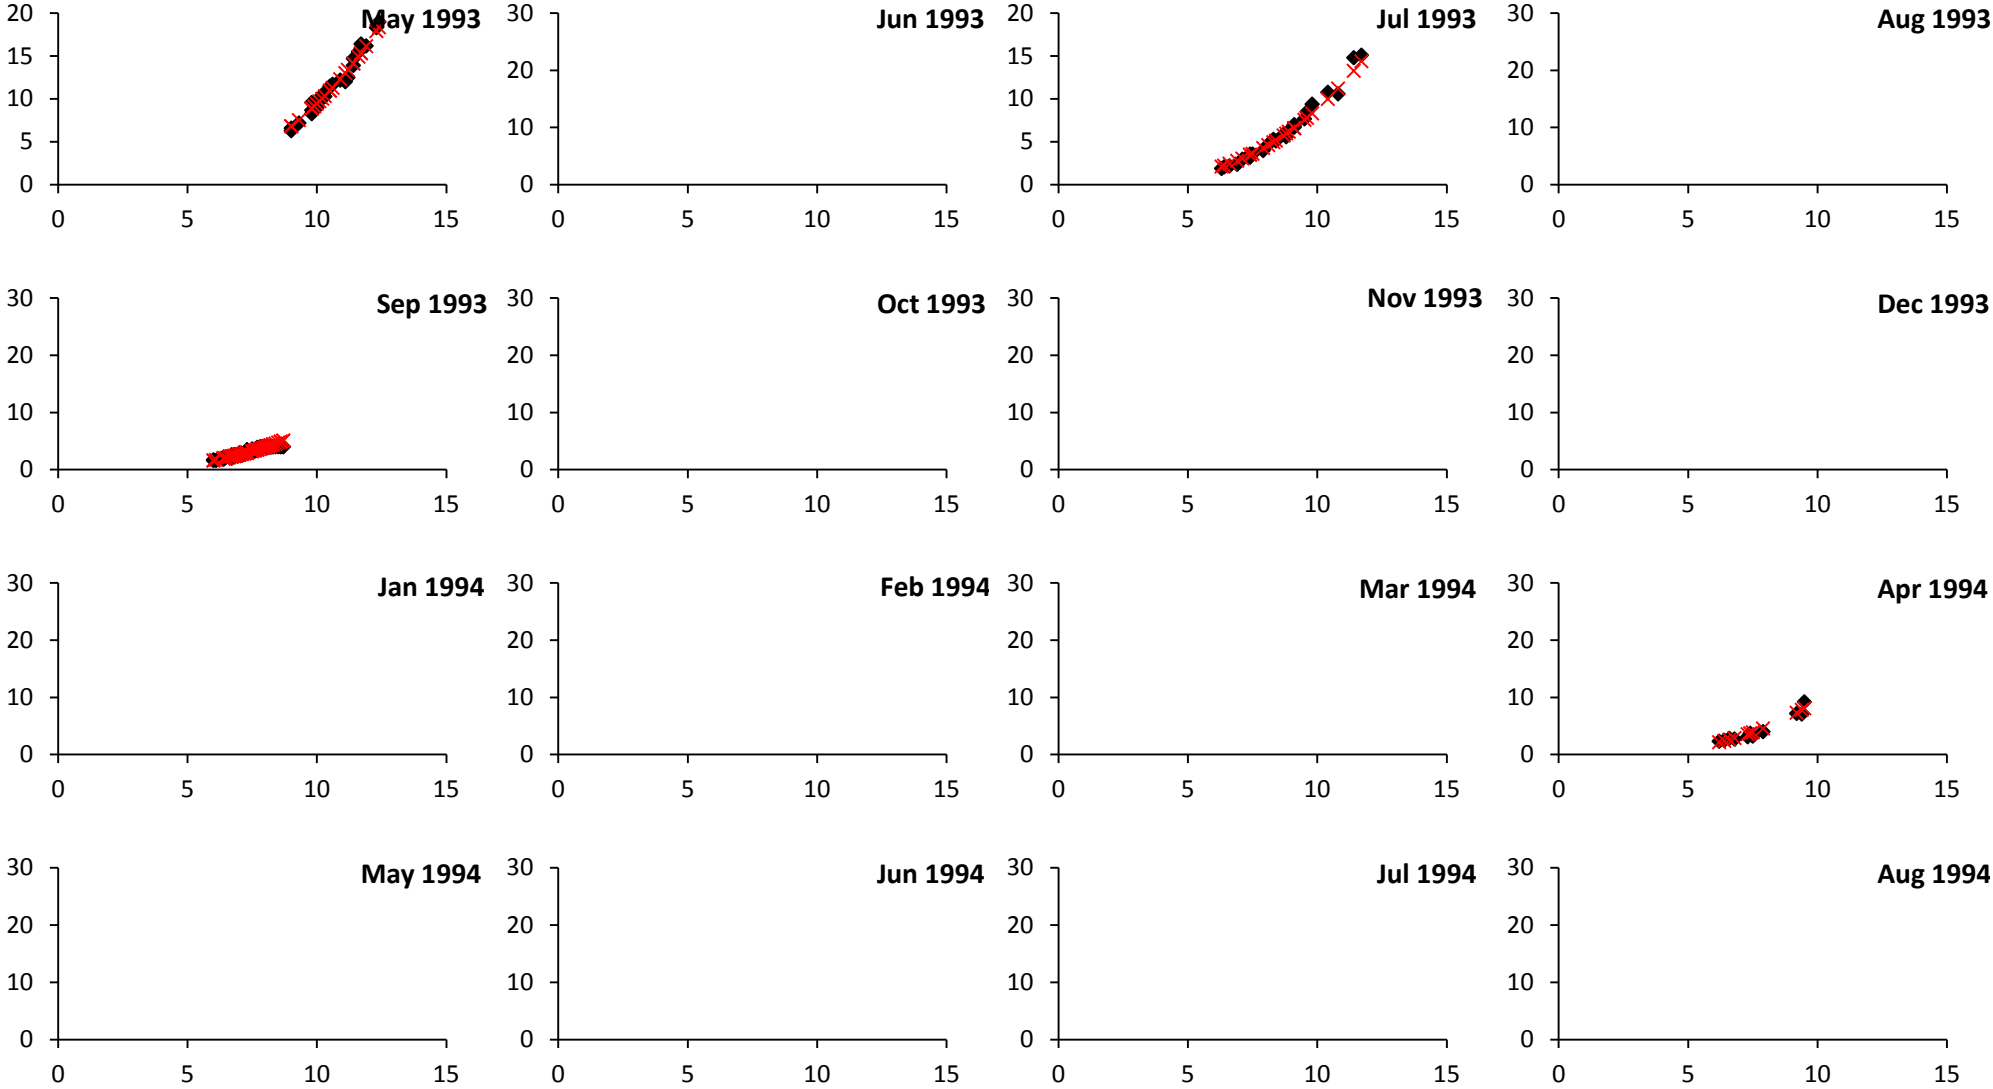 20 May 1993 30 Jun 1993 20 Jul 1993 30 Aug 1993
15 20 15 20
10 10
5 10 5 10
0 0 0 0
0 5 10 15 0 5 10 15 0 5 10 15 0 5 10 15
30 Sep 1993 30 Oct 1993 30 Nov 1993 30 Dec 1993
20 20 20 20
10 10 10 10
0 0 0 0
0 5 10 15 0 5 10 15 0 5 10 15 0 5 10 15
30 Jan 1994 30 Feb 1994 30 Mar 1994 30 Apr 1994
20 20 20 20
10 10 10 10
0 0 0 0
0 5 10 15 0 5 10 15 0 5 10 15 0 5 10 15
30 May 1994 30 Jun 1994 30 Jul 1994 30 Aug 1994
20 20 20 20
10 10 10 10
0 0 0 0
0 5 10 15 0 5 10 15 0 5 10 15 0 5 10 15